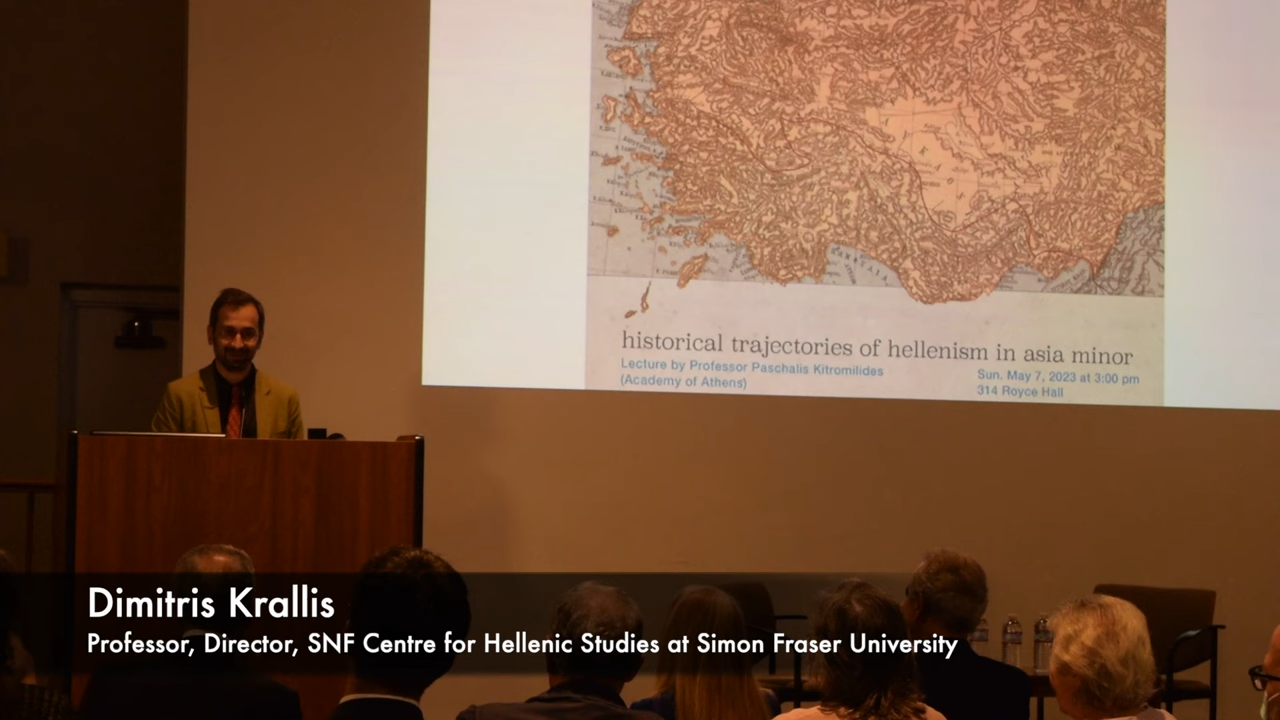 historical trajectories of hellenism in asia minor
Lecture by Professor Paschalis Kitromilides
(Academy of Athens)
Sun. May 7, 2023 at 3:00 pm
314 Royce Hall
Dimitris Krallis
Professor, Director, SNF Centre for Hellenic Studies at Simon Fraser University